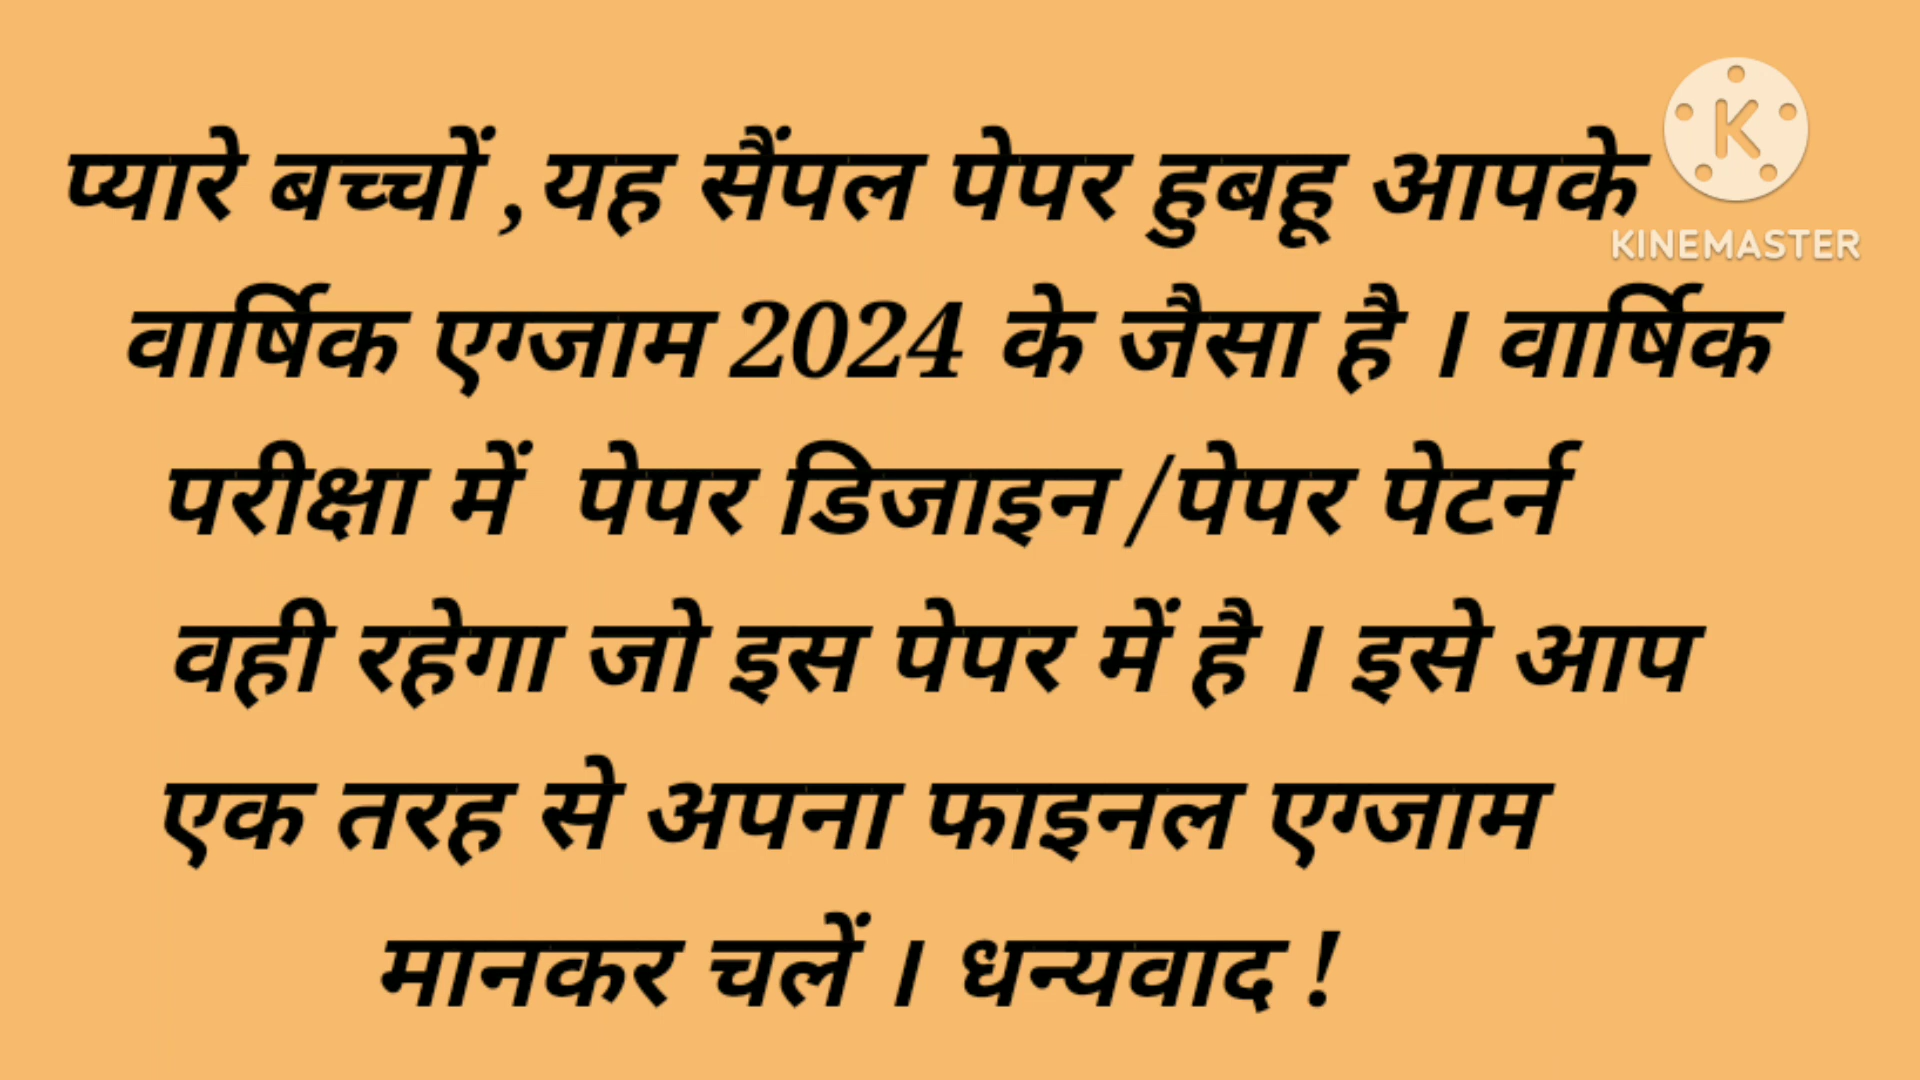 प्यारे बच्चों ,यह सैंपल पेपर हुबहू आपके
K
KINEMASTER
वार्षिक एग्जाम 2024 के जैसा है । वार्षिक
परीक्षा में पेपर डिजाइन /पेपर पेटर्न
वही रहेगा जो इस पेपर में है । इसे आप
एक तरह से अपना फाइनल एग्जाम
मानकर चलें । धन्यवाद !